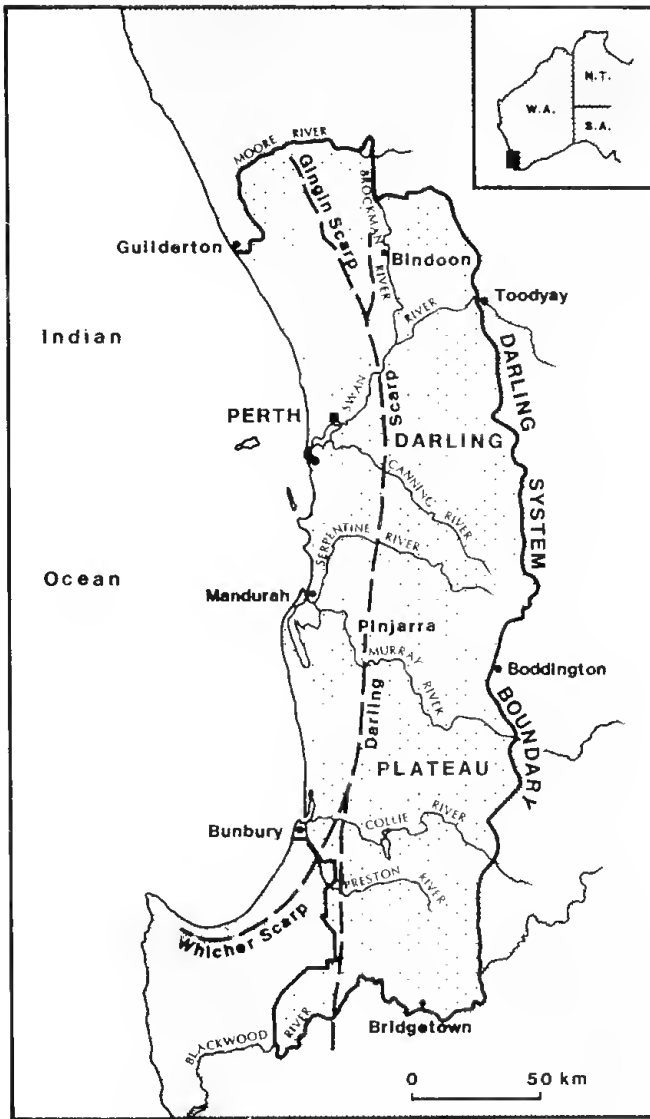 N.T.
W.A.
S.A.
MOORE RIVER
Gingin Scarp
BROCKMAN RIVER
Guilderton
Bindoon
Toodyay
Indian
RIVER
DARLING
SWAN
Scarp
PERTH
DARLING
CANNING RIVER
SYSTEM
SERPENTINE RIVER
Ocean
Mandurah
Pinjarra
MURRAY RIVER
Boddington
Darling
BOUNDARY
PLATEAU
Bunbury
COLLIE RIVER
PRESTON RIVER
Whicher Scarp
BLACKWOOD RIVER
Bridgetown
0 50 km